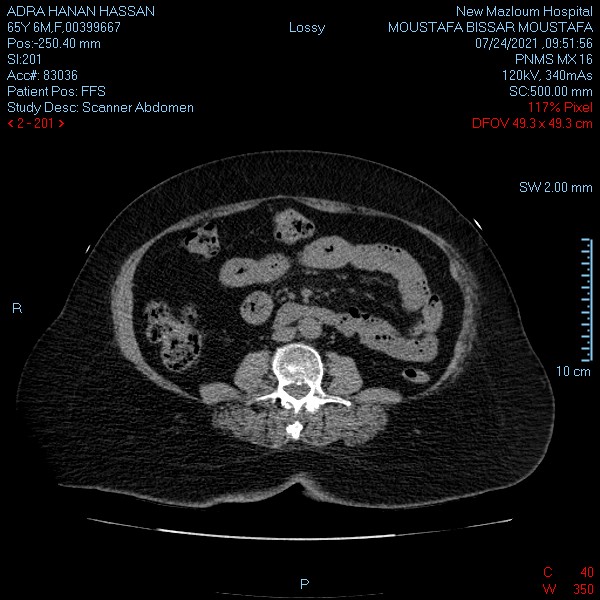 ADRA HANAN HASSAN
65Y 6M,F,00399667
Pos:-250.40 mm
SI:201
Acc#: 83036
Patient Pos: FFS
Study Desc: Scanner Abdomen
< 2 - 201 >
Lossy
New Mazloum Hospital
MOUSTAFA BISSAR MOUSTAFA
07/24/2021 ,09:51:56
PNMS MX 16
120kV, 340mAs
SC:500.00 mm
117% Pixel
DFOV 49.3 x 49.3 cm
SW 2.00 mm
R
10 cm
P
C 40
W 350